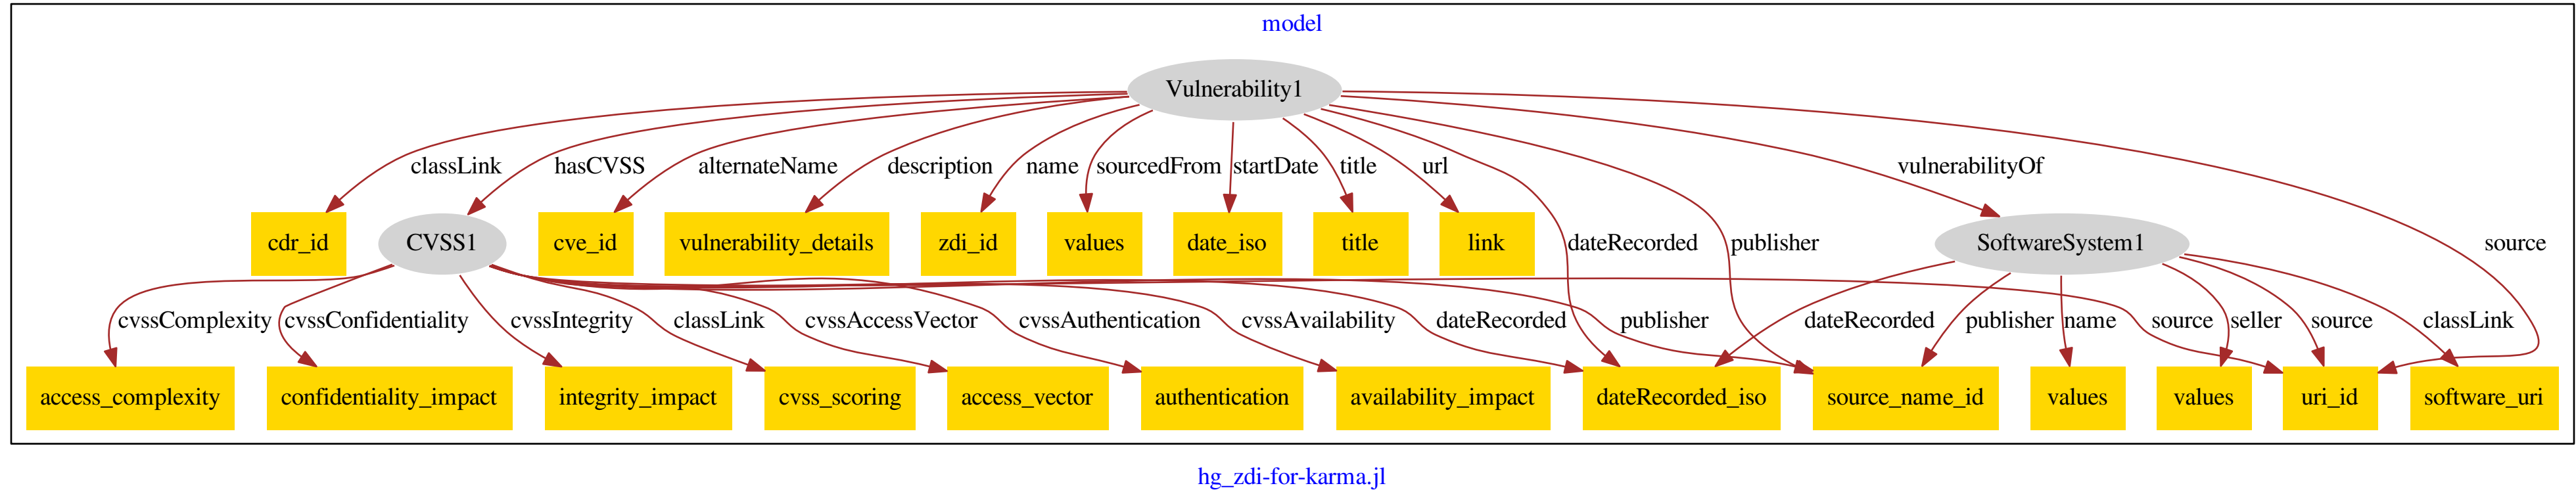 model
Vulnerability1
classLink
hasCVSS
alternateName
description
name
sourcedFrom
startDate
title
url
vulnerabilityOf
cdr_id
CVSS1
cve_id
vulnerability_details
zdi_id
values
date_iso
title
link
dateRecorded
publisher
SoftwareSystem1
source
cvssComplexity
cvssConfidentiality
cvssIntegrity
classLink
cvssAccessVector
cvssAuthentication
cvssAvailability
dateRecorded
publisher
dateRecorded
publisher
name
source
seller
source
classLink
access_complexity
confidentiality_impact
integrity_impact
cvss_scoring
access_vector
authentication
availability_impact
dateRecorded_iso
source_name_id
values
values
uri_id
software_uri
hg_zdi-for-karma.jl